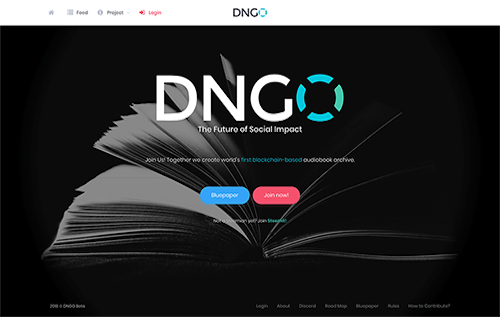 Feed Project Login
DNGO
DNGO
The Future of Social Impact
Join Us! Together we create world's first blockchain-based audiobook archive.
Bluepaper Join now!
Not a Steemian yet? Join Steemit!
2018 © DNGO Beta Login About Discord Road Map Bluepaper Rules How to Contribute?